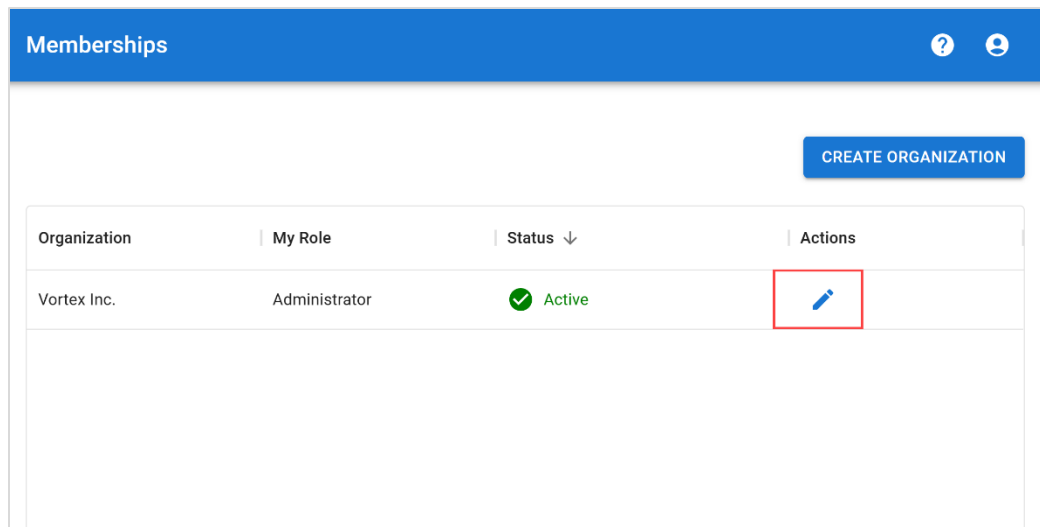 Memberships
CREATE ORGANIZATION
Organization My Role Status Actions
Vortex Inc. Administrator Active